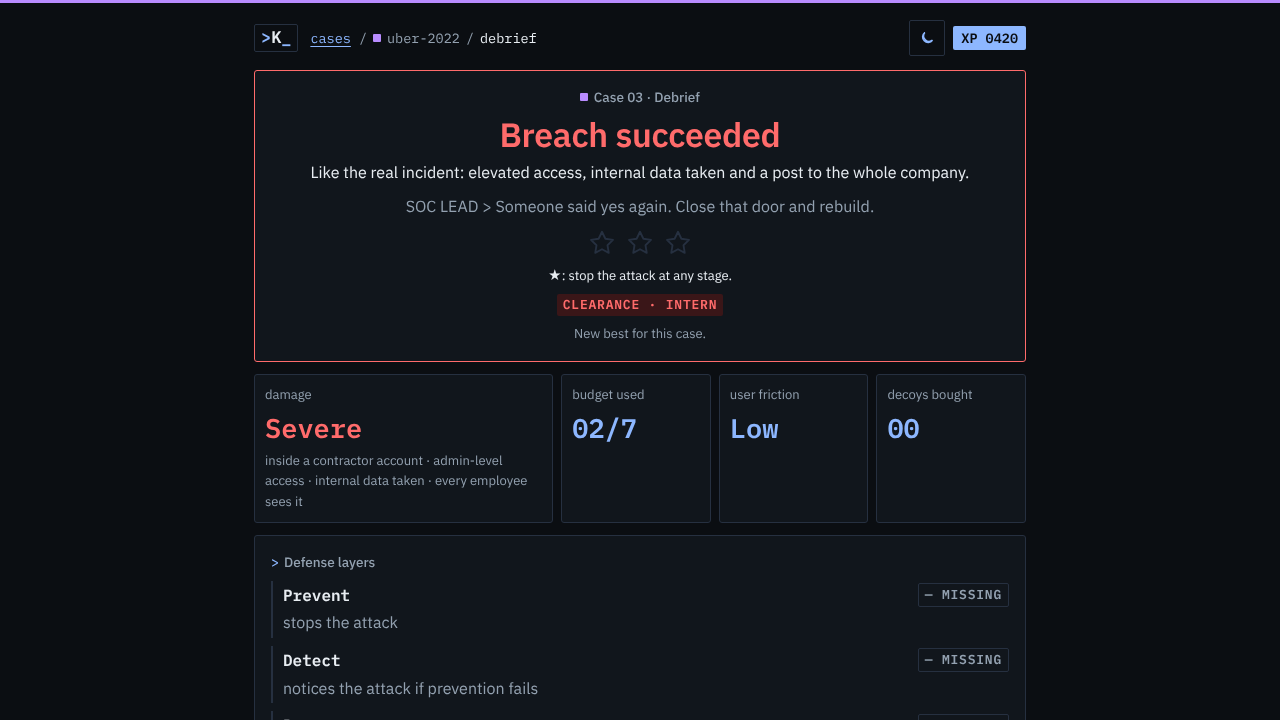 >K_ cases / uber-2022 / debrief XP 0420
Case 03 · Debrief
Breach succeeded
Like the real incident: elevated access, internal data taken and a post to the whole company.
SOC LEAD > Someone said yes again. Close that door and rebuild.
★: stop the attack at any stage.
CLEARANCE · INTERN
New best for this case.
damage
Severe
inside a contractor account · admin-level
access · internal data taken · every employee
sees it
budget used
02/7
user friction
Low
decoys bought
00
> Defense layers
Prevent — MISSING
stops the attack
Detect — MISSING
notices the attack if prevention fails